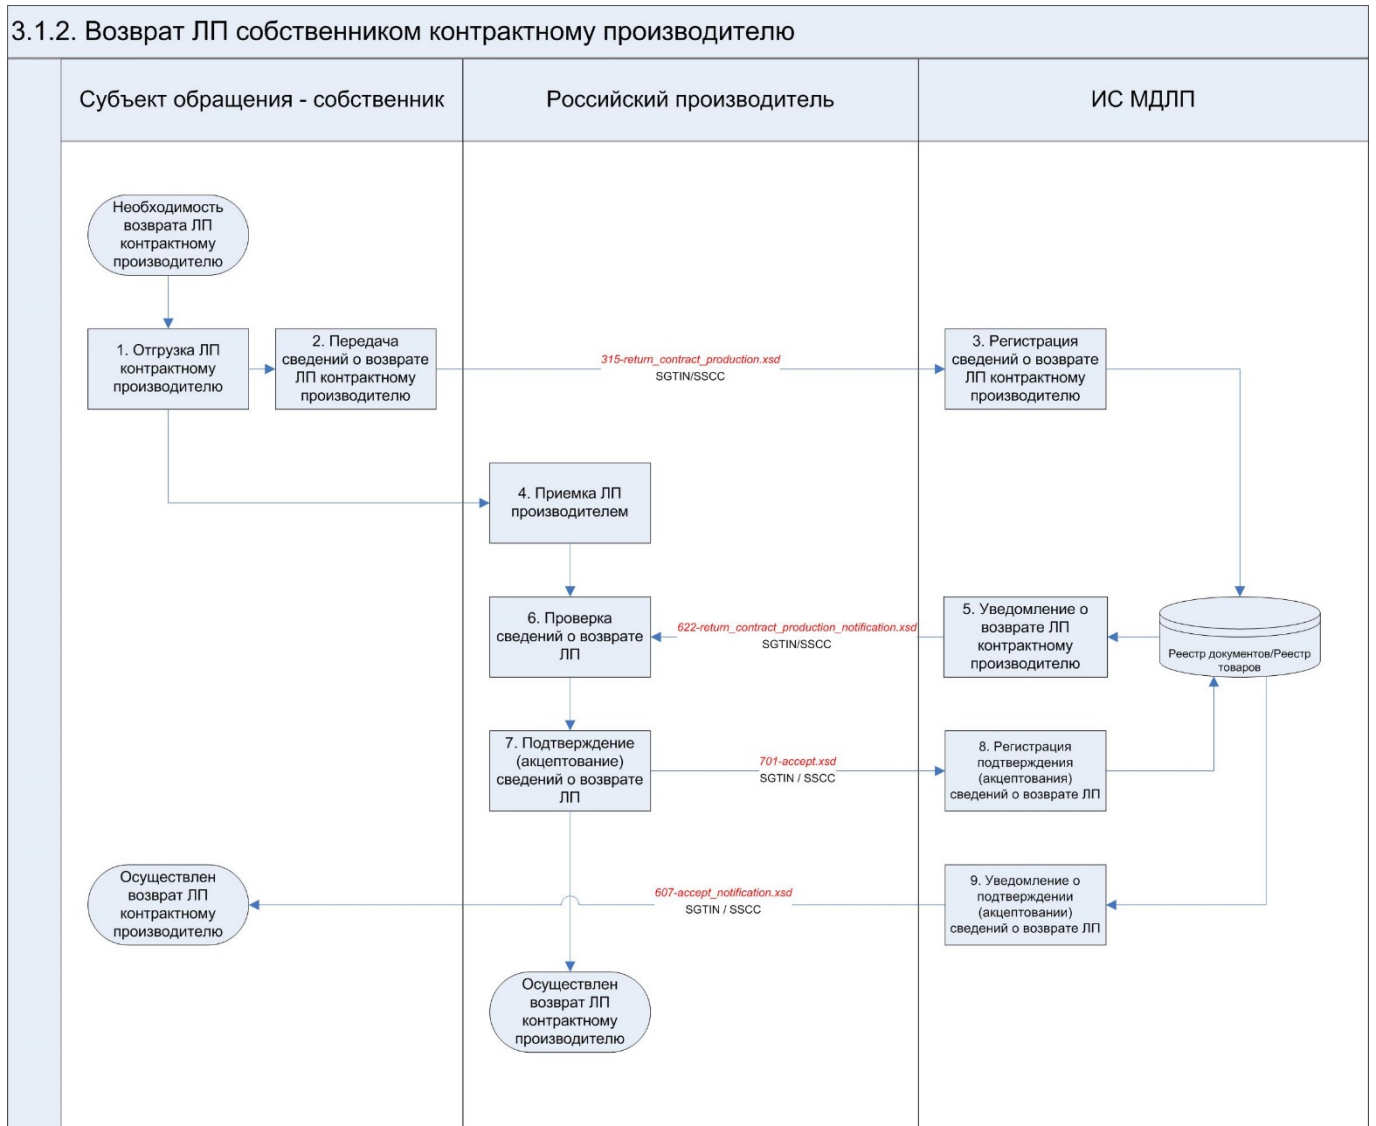 3.1.2. Возврат ЛП собственником контрактному производителю
Субъект обращения - собственник
Российский производитель
ИС МДЛП
Необходимость
возврата ЛП
контрактному
производителю
1. Отгрузка ЛП
контрактному
производителю
2. Передача
сведений о возврате
ЛП контрактному
производителю
315-return_contract_production.xsd
SGTIN/SSCC
3. Регистрация
сведений о возврате
ЛП контрактному
производителю
4. Приемка ЛП
производителем
6. Проверка
сведений о возврате
ЛП
622-return_contract_production_notification.xsd
SGTIN/SSCC
5. Уведомление о
возврате ЛП
контрактному
производителю
Реестр документов/Реестр
товаров
7. Подтверждение
(акцептование)
сведений о возврате
ЛП
701-accept.xsd
SGTIN / SSCC
8. Регистрация
подтверждения
(акцептования)
сведений о возврате ЛП
Осуществлен
возврат ЛП
контрактному
производителю
607-accept_notification.xsd
SGTIN / SSCC
9. Уведомление о
подтверждении
(акцептовании)
сведений о возврате ЛП
Осуществлен
возврат ЛП
контрактному
производителю